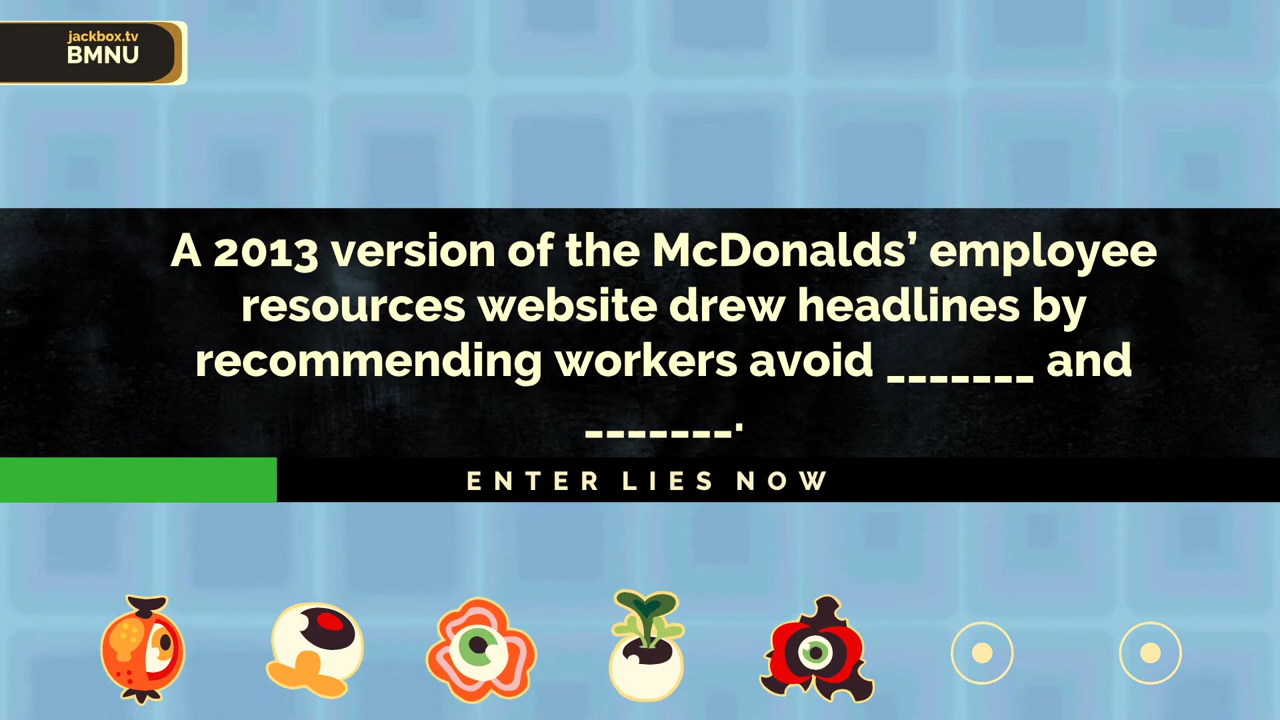 jackbox.tv
BMNU
A 2013 version of the McDonalds’ employee
resources website drew headlines by
recommending workers avoid _______ and
_______.
ENTER LIES NOW